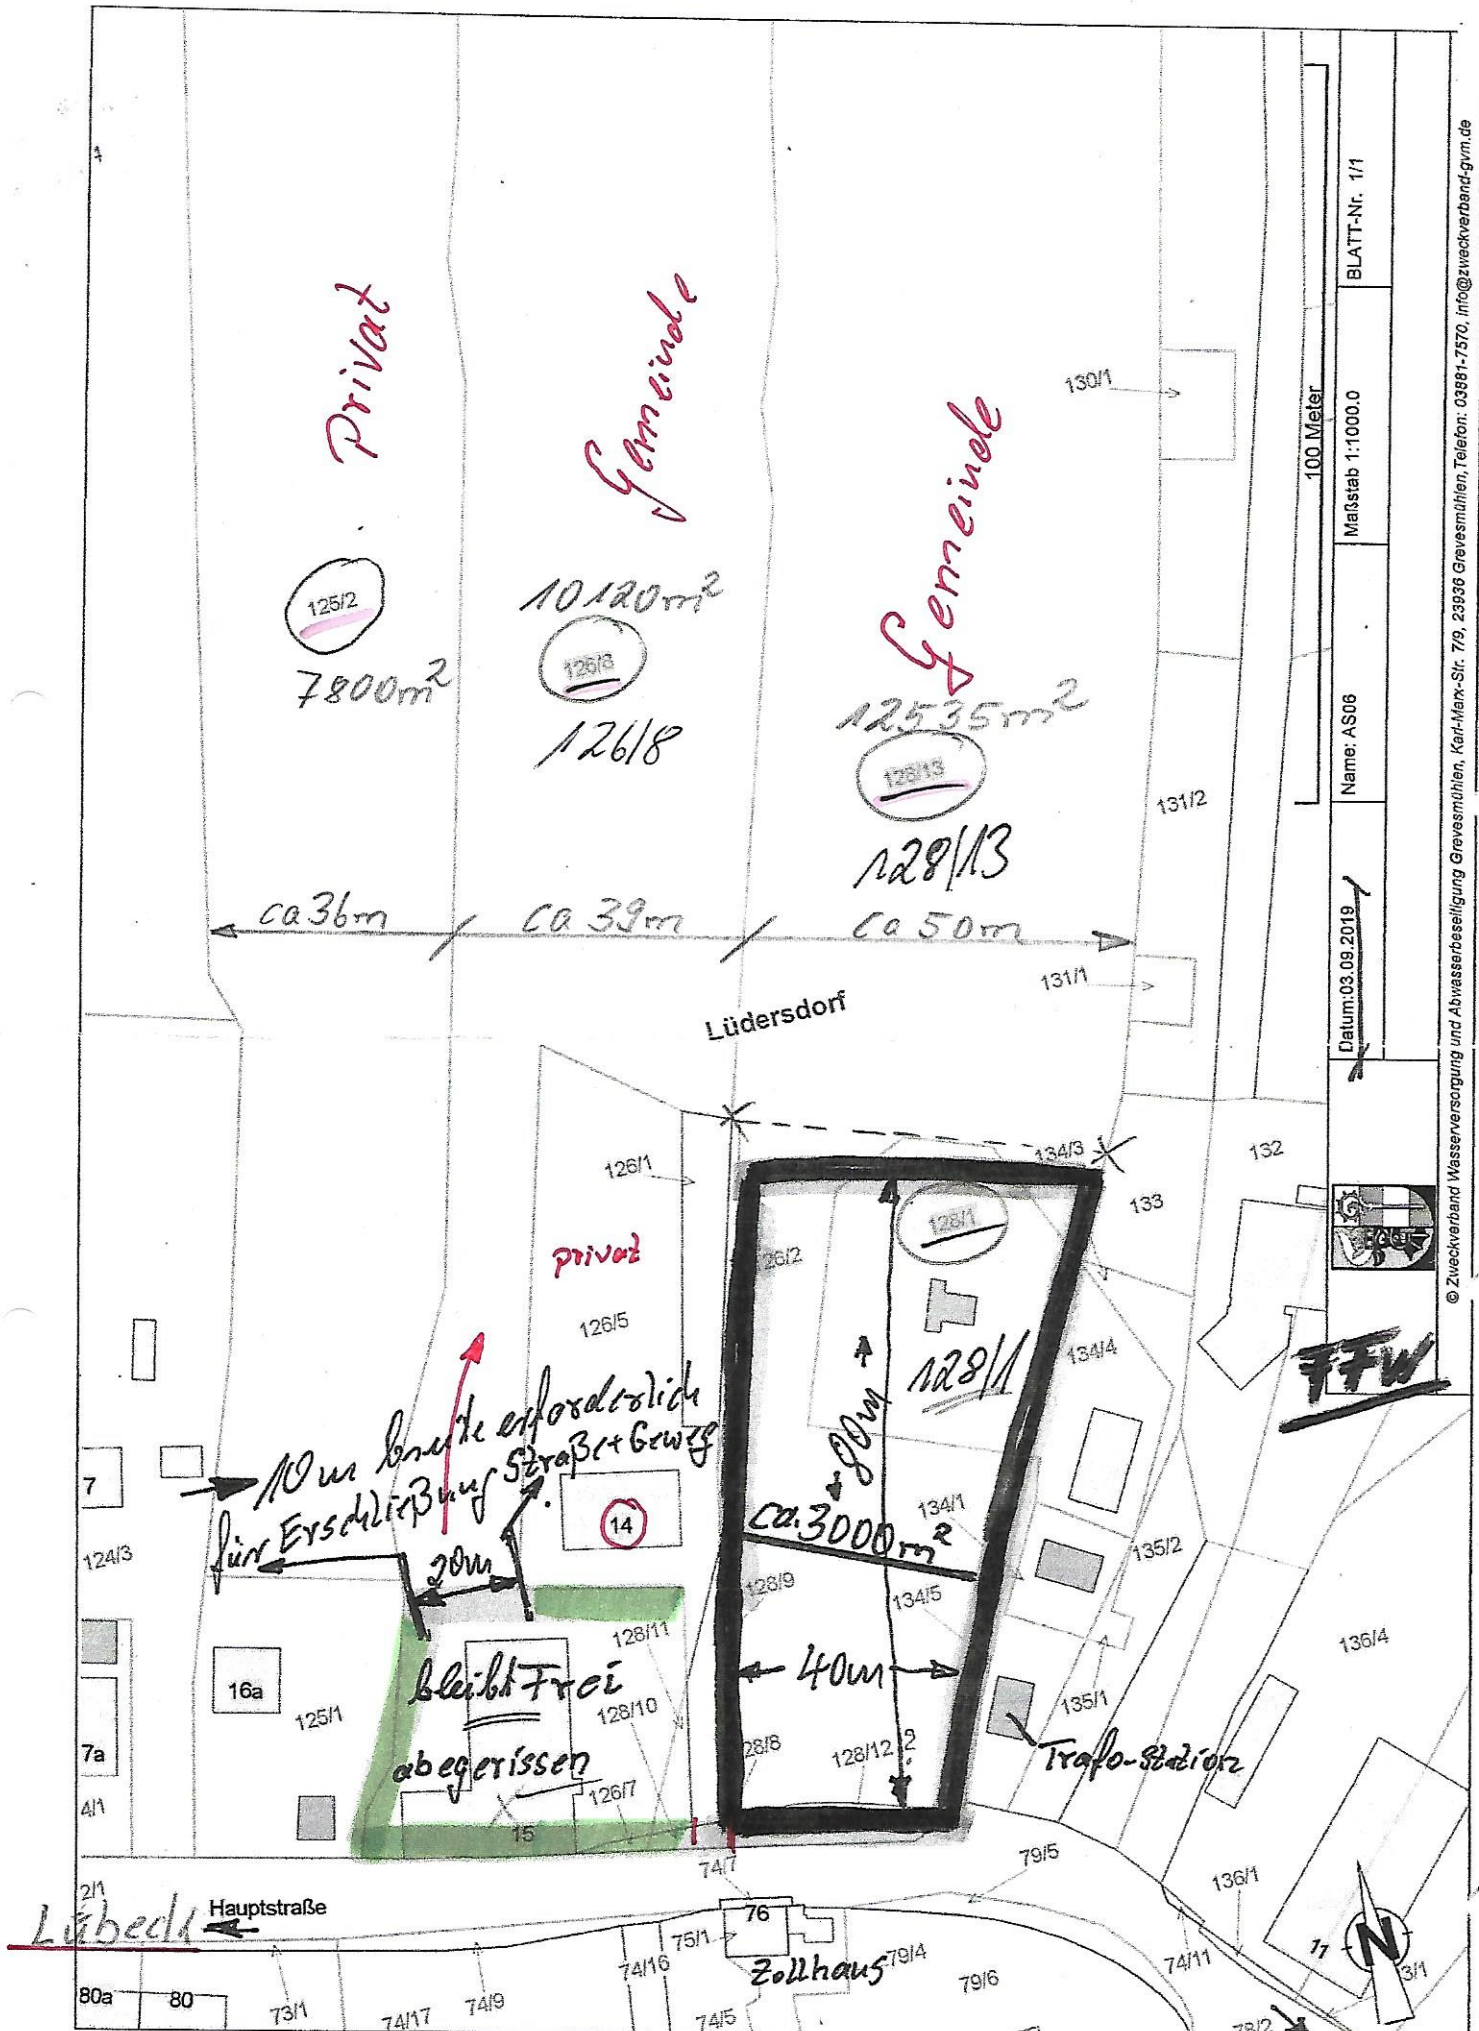 Privat
Gemeinde
Gemeinde
130/1
125/2
7800m²
10120m²
126/8
126/8
12535m²
128/13
128/13
131/2
ca 36m
ca 39m
ca 50m
131/1
Lüdersdorf
134/3
132
133
126/1
128/1
privat
26/2
126/5
128/1
134/4
80m
10m breite erforderlich
für Erschließung Straße + Geweg
14
7
124/3
20m
ca. 3000m²
134/1
135/2
128/9
134/5
128/11
bleibt Frei
40m
136/4
16a
125/1
128/10
135/1
7a
abegerissen
28/8
128/12
2
Trafo-Station
126/7
4/1
15
74/7
79/5
2/1
Hauptstraße
Lübeck
136/1
76
75/1
74/16
Zollhaus
79/4
79/6
74/11
N
3/1
80a
80
73/1
74/17
74/9
74/5
78/2
100 Meter
BLATT-Nr. 1/1
Maßstab 1:1000.0
Name: AS06
Datum:03.09.2019
FFW
© Zweckverband Wasserversorgung und Abwasserbeseitigung Grevesmühlen, Karl-Marx-Str. 7/9, 23936 Grevesmühlen,Telefon: 03881-7570, info@zweckverband-gvm.de